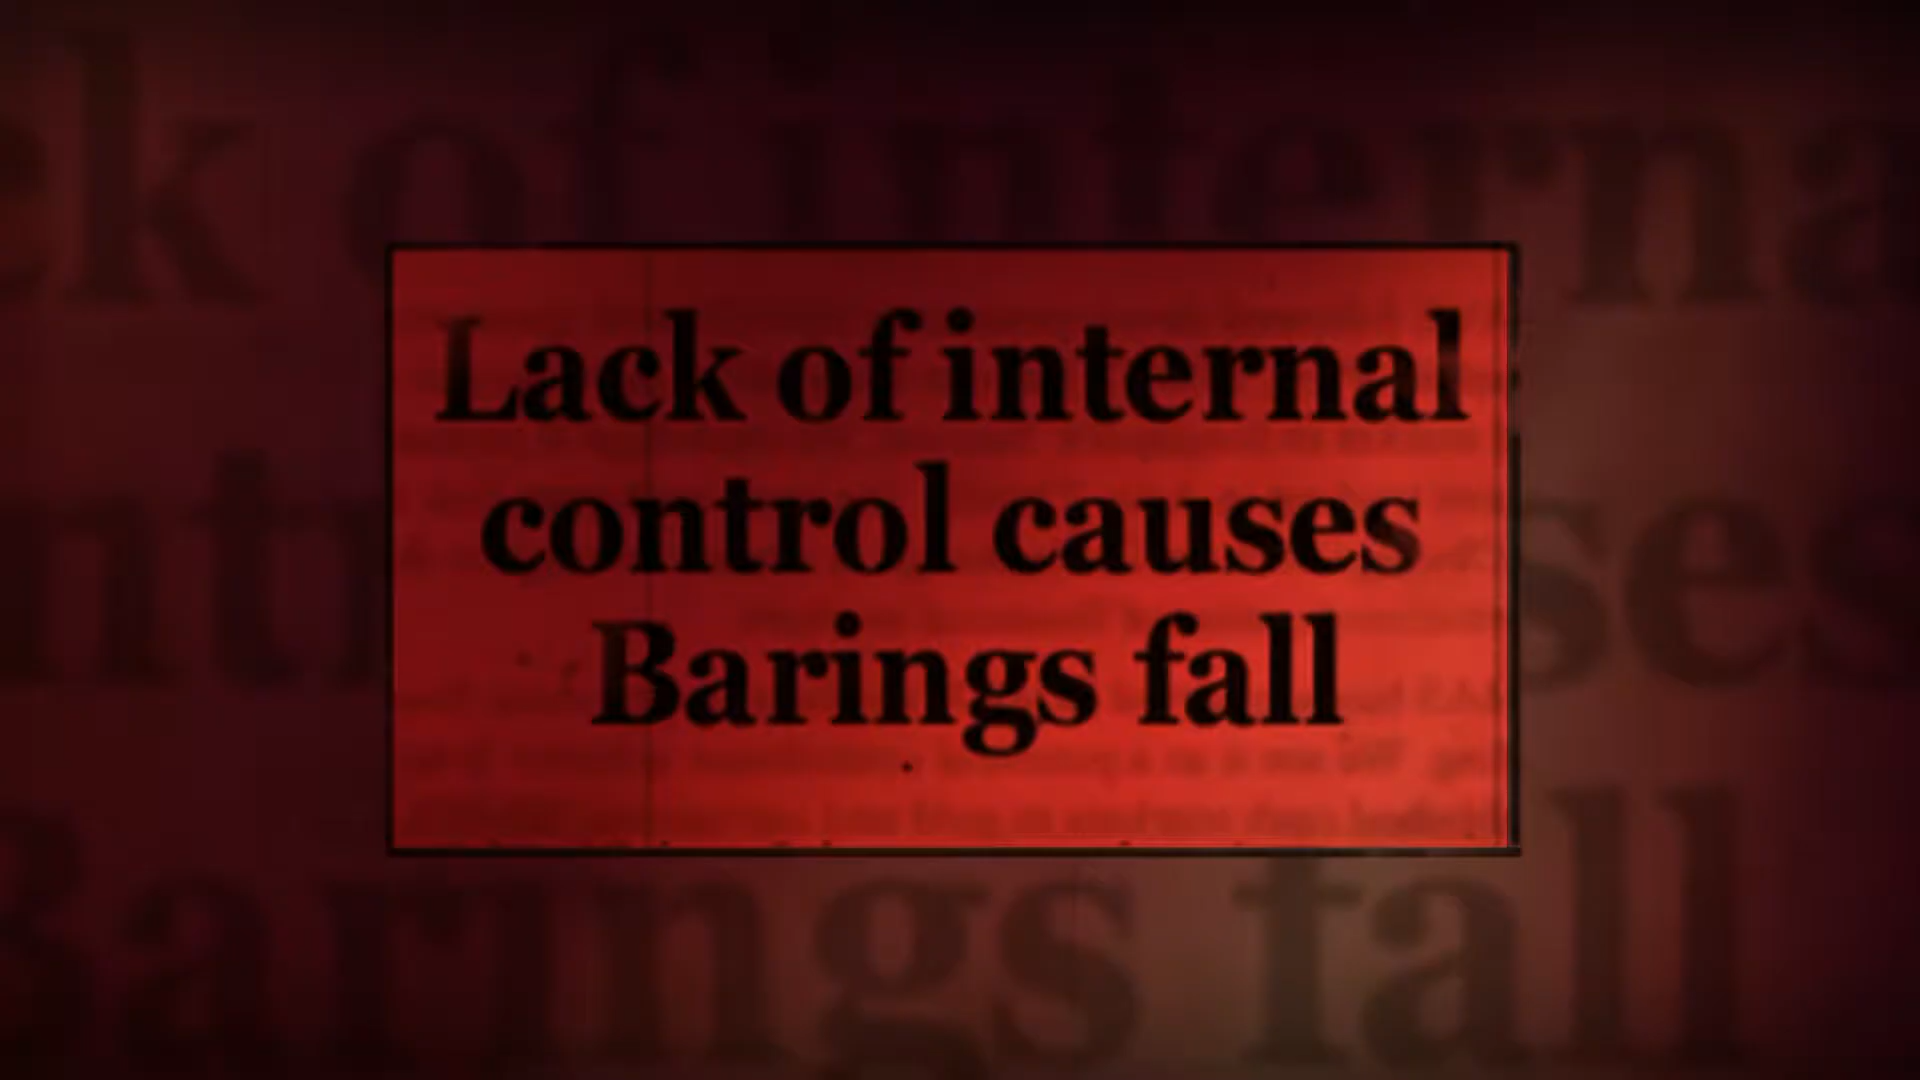 Lack of internal
control causes
Barings fall